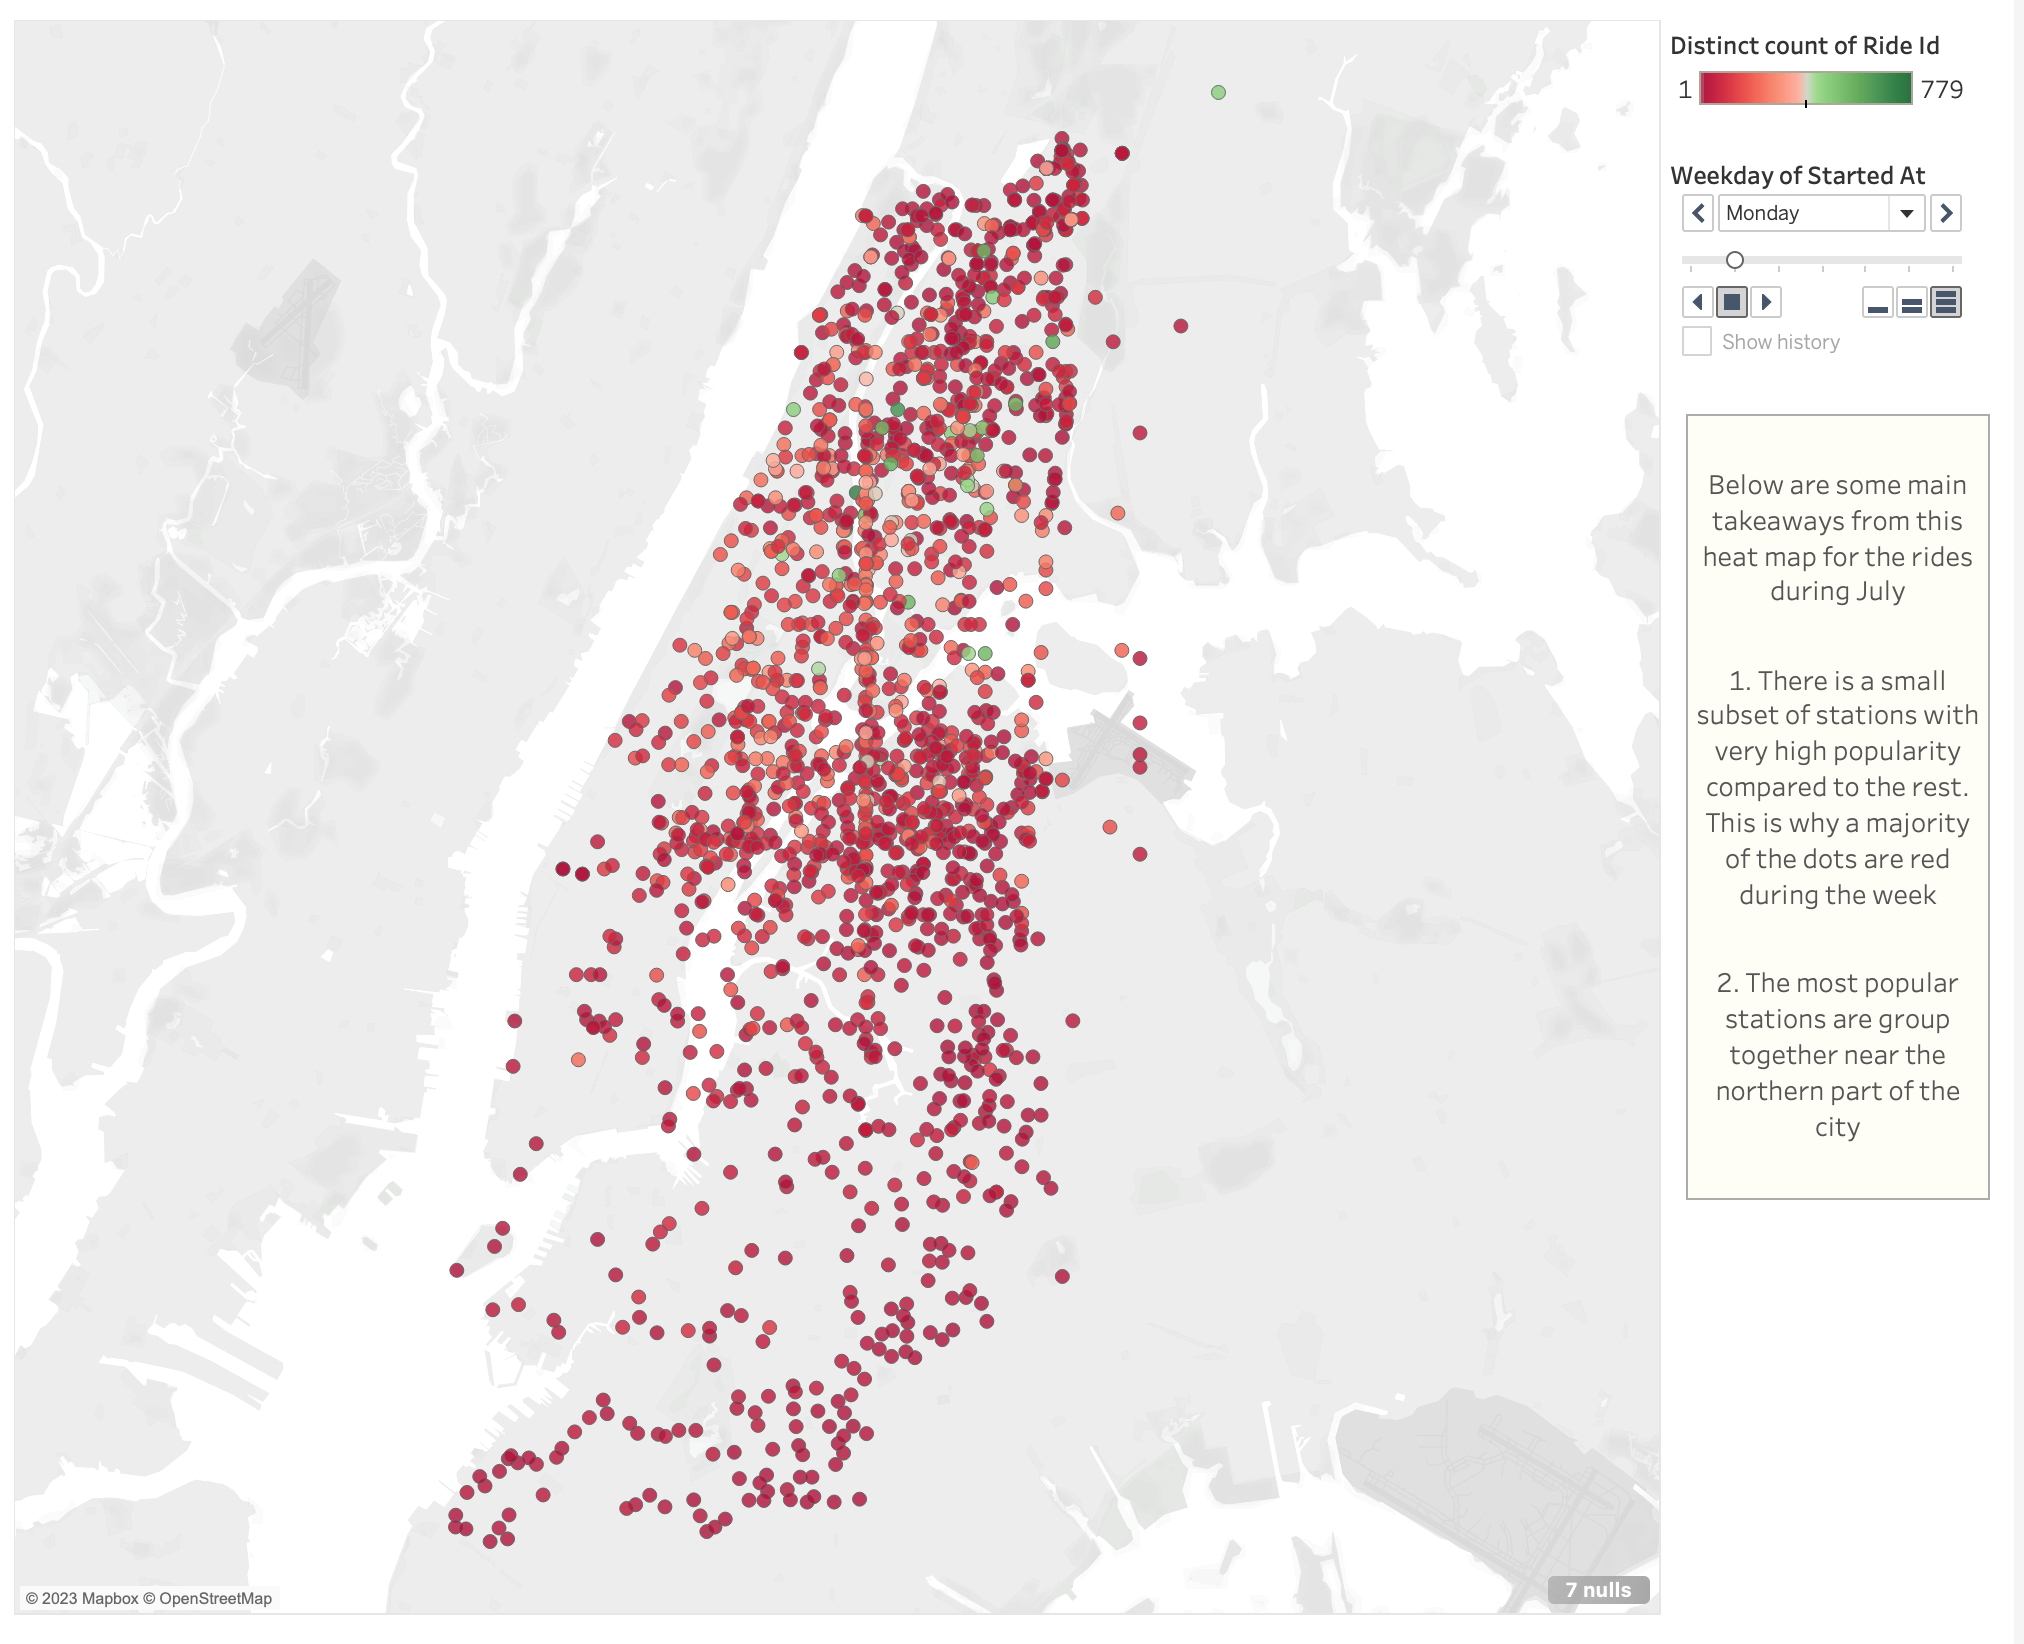 Distinct count of Ride Id
1 779
Weekday of Started At
Monday
Show history
Below are some main
takeaways from this
heat map for the rides
during July
1. There is a small
subset of stations with
very high popularity
compared to the rest.
This is why a majority
of the dots are red
during the week
2. The most popular
stations are group
together near the
northern part of the
city
© 2023 Mapbox © OpenStreetMap
7 nulls